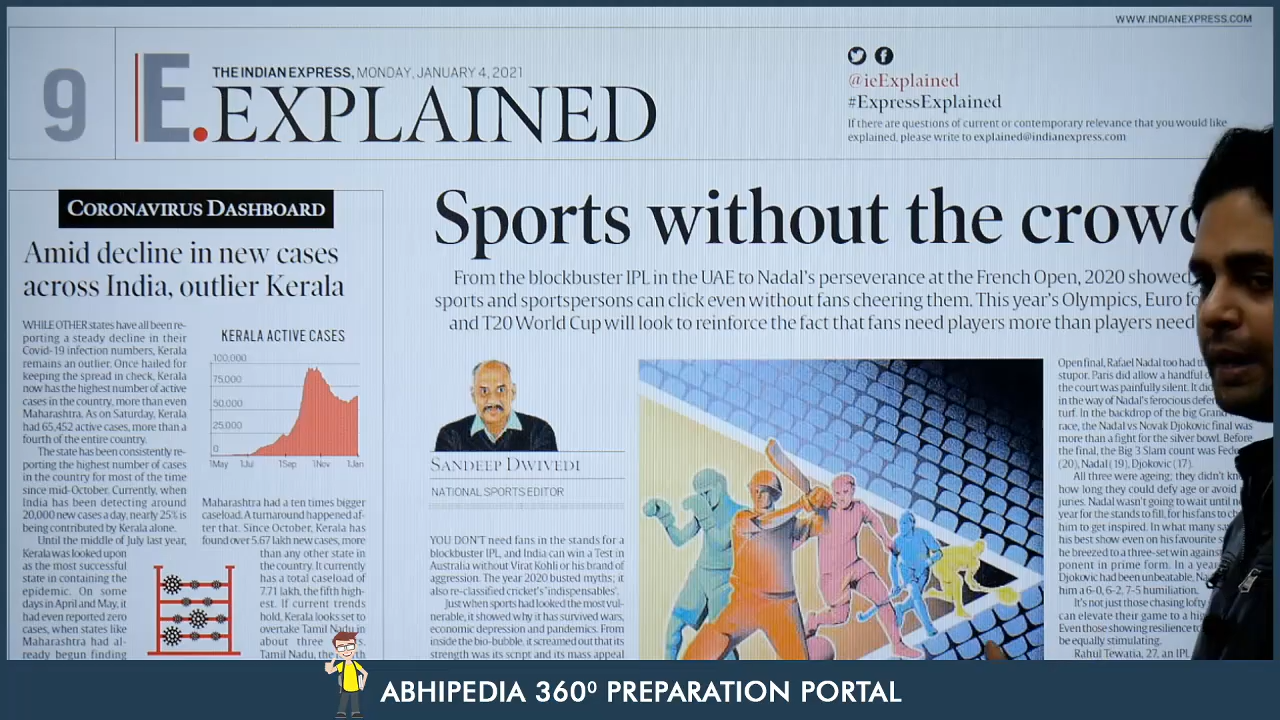 WWW.INDIANEXPRESS.COM
9
E.
THE INDIAN EXPRESS, MONDAY, JANUARY 4, 2021
EXPLAINED
@ieExplained
#ExpressExplained
If there are questions of current or contemporary relevance that you would like
explained, please write to explained@indianexpress.com
CORONAVIRUS DASHBOARD
Amid decline in new cases
across India, outlier Kerala
WHILE OTHER states have all been re-
porting a steady decline in their
Covid-19 infection numbers, Kerala
remains an outlier. Once hailed for
keeping the spread in check, Kerala
now has the highest number of active
cases in the country, more than even
Maharashtra. As on Saturday, Kerala
had 65,452 active cases, more than a
fourth of the entire country.
The state has been consistently re-
porting the highest number of cases
in the country for most of the time
since mid-October. Currently, when
India has been detecting around
20,000 new cases a day, nearly 25% is
being contributed by Kerala alone.
Until the middle of July last year,
Kerala was looked upon
as the most successful
state in containing the
epidemic. On some
days in April and May, it
had even reported zero
cases, when states like
Maharashtra had al-
ready begun finding
KERALA ACTIVE CASES
100,000
75,000
50,000
25,000
0
1May 1Jul 1Sep 1Nov 1Jan
Maharashtra had a ten times bigger
caseload. A turnaround happened af-
ter that. Since October, Kerala has
found over 5.67 lakh new cases, more
than any other state in
the country. It currently
has a total caseload of
7.71 lakh, the fifth high-
est. If current trends
hold, Kerala looks set to
overtake Tamil Nadu in
about three
Tamil Nadu, the
Sports without the crowd
From the blockbuster IPL in the UAE to Nadal's perseverance at the French Open, 2020 showed
sports and sportspersons can click even without fans cheering them. This year's Olympics, Euro fo
and T20 World Cup will look to reinforce the fact that fans need players more than players need
SANDEEP DWIVEDI
NATIONAL SPORTS EDITOR
YOU DON'T need fans in the stands for a
blockbuster IPL, and India can win a Test in
Australia without Virat Kohli or his brand of
aggression. The year 2020 busted myths; it
also re-classified cricket's 'indispensables'.
Just when sports had looked the most vul-
nerable, it showed why it has survived wars,
economic depression and pandemics. From
inside the bio-bubble, it screamed out that its
strength was its script and its mass appeal
Open final, Rafael Nadal too had th
stupor. Pans did allow a handful o
the court was painfully silent. It did
in the way of Nadal's ferocious defen
turf. In the backdrop of the big Grand
race, the Nadal vs Novak Djokovic final was
more than a fight for the silver bowl. Before
the final, the Big 3 Slam count was Fede
(20), Nadal (19), Djokovic (17).
All three were ageing; they didn't kno
how long they could defy age or avoid
juries. Nadal wasn't going to wait until ne
year for the stands to fill, for his fans to ch
him to get inspired. In what many sa
his best show even on his favourite s
he breezed to a three-set win agains
ponent in prime form. In a year
Djokovic had been unbeatable, Na
him a 6-0, 6-2, 7-5 humiliation.
It's not just those chasing lofty
can elevate their game to a hig
Even those showing resilience to
be equally stimulating.
Rahul Tewatia, 27, an IPL
ABHIPEDIA 360⁰ PREPARATION PORTAL